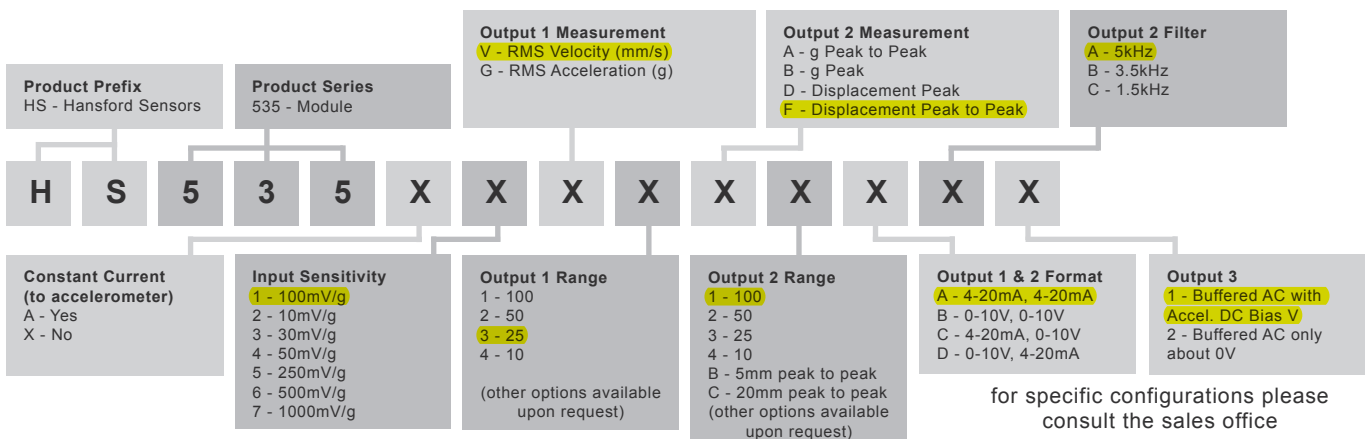 Output 1 Measurement
V - RMS Velocity (mm/s)
G - RMS Acceleration (g)
Output 2 Measurement
A - g Peak to Peak
B - g Peak
D - Displacement Peak
F - Displacement Peak to Peak
Output 2 Filter
A - 5kHz
B - 3.5kHz
C - 1.5kHz
Product Prefix
HS - Hansford Sensors
Product Series
535 - Module
H S 5 3 5 X X X X X X X X X
Constant Current
(to accelerometer)
A - Yes
X - No
Input Sensitivity
1 - 100mV/g
2 - 10mV/g
3 - 30mV/g
4 - 50mV/g
5 - 250mV/g
6 - 500mV/g
7 - 1000mV/g
Output 1 Range
1 - 100
2 - 50
3 - 25
4 - 10
(other options available
upon request)
Output 2 Range
1 - 100
2 - 50
3 - 25
4 - 10
B - 5mm peak to peak
C - 20mm peak to peak
(other options available
upon request)
Output 1 & 2 Format
A - 4-20mA, 4-20mA
B - 0-10V, 0-10V
C - 4-20mA, 0-10V
D - 0-10V, 4-20mA
Output 3
1 - Buffered AC with
Accel. DC Bias V
2 - Buffered AC only
about 0V
for specific configurations please
consult the sales office